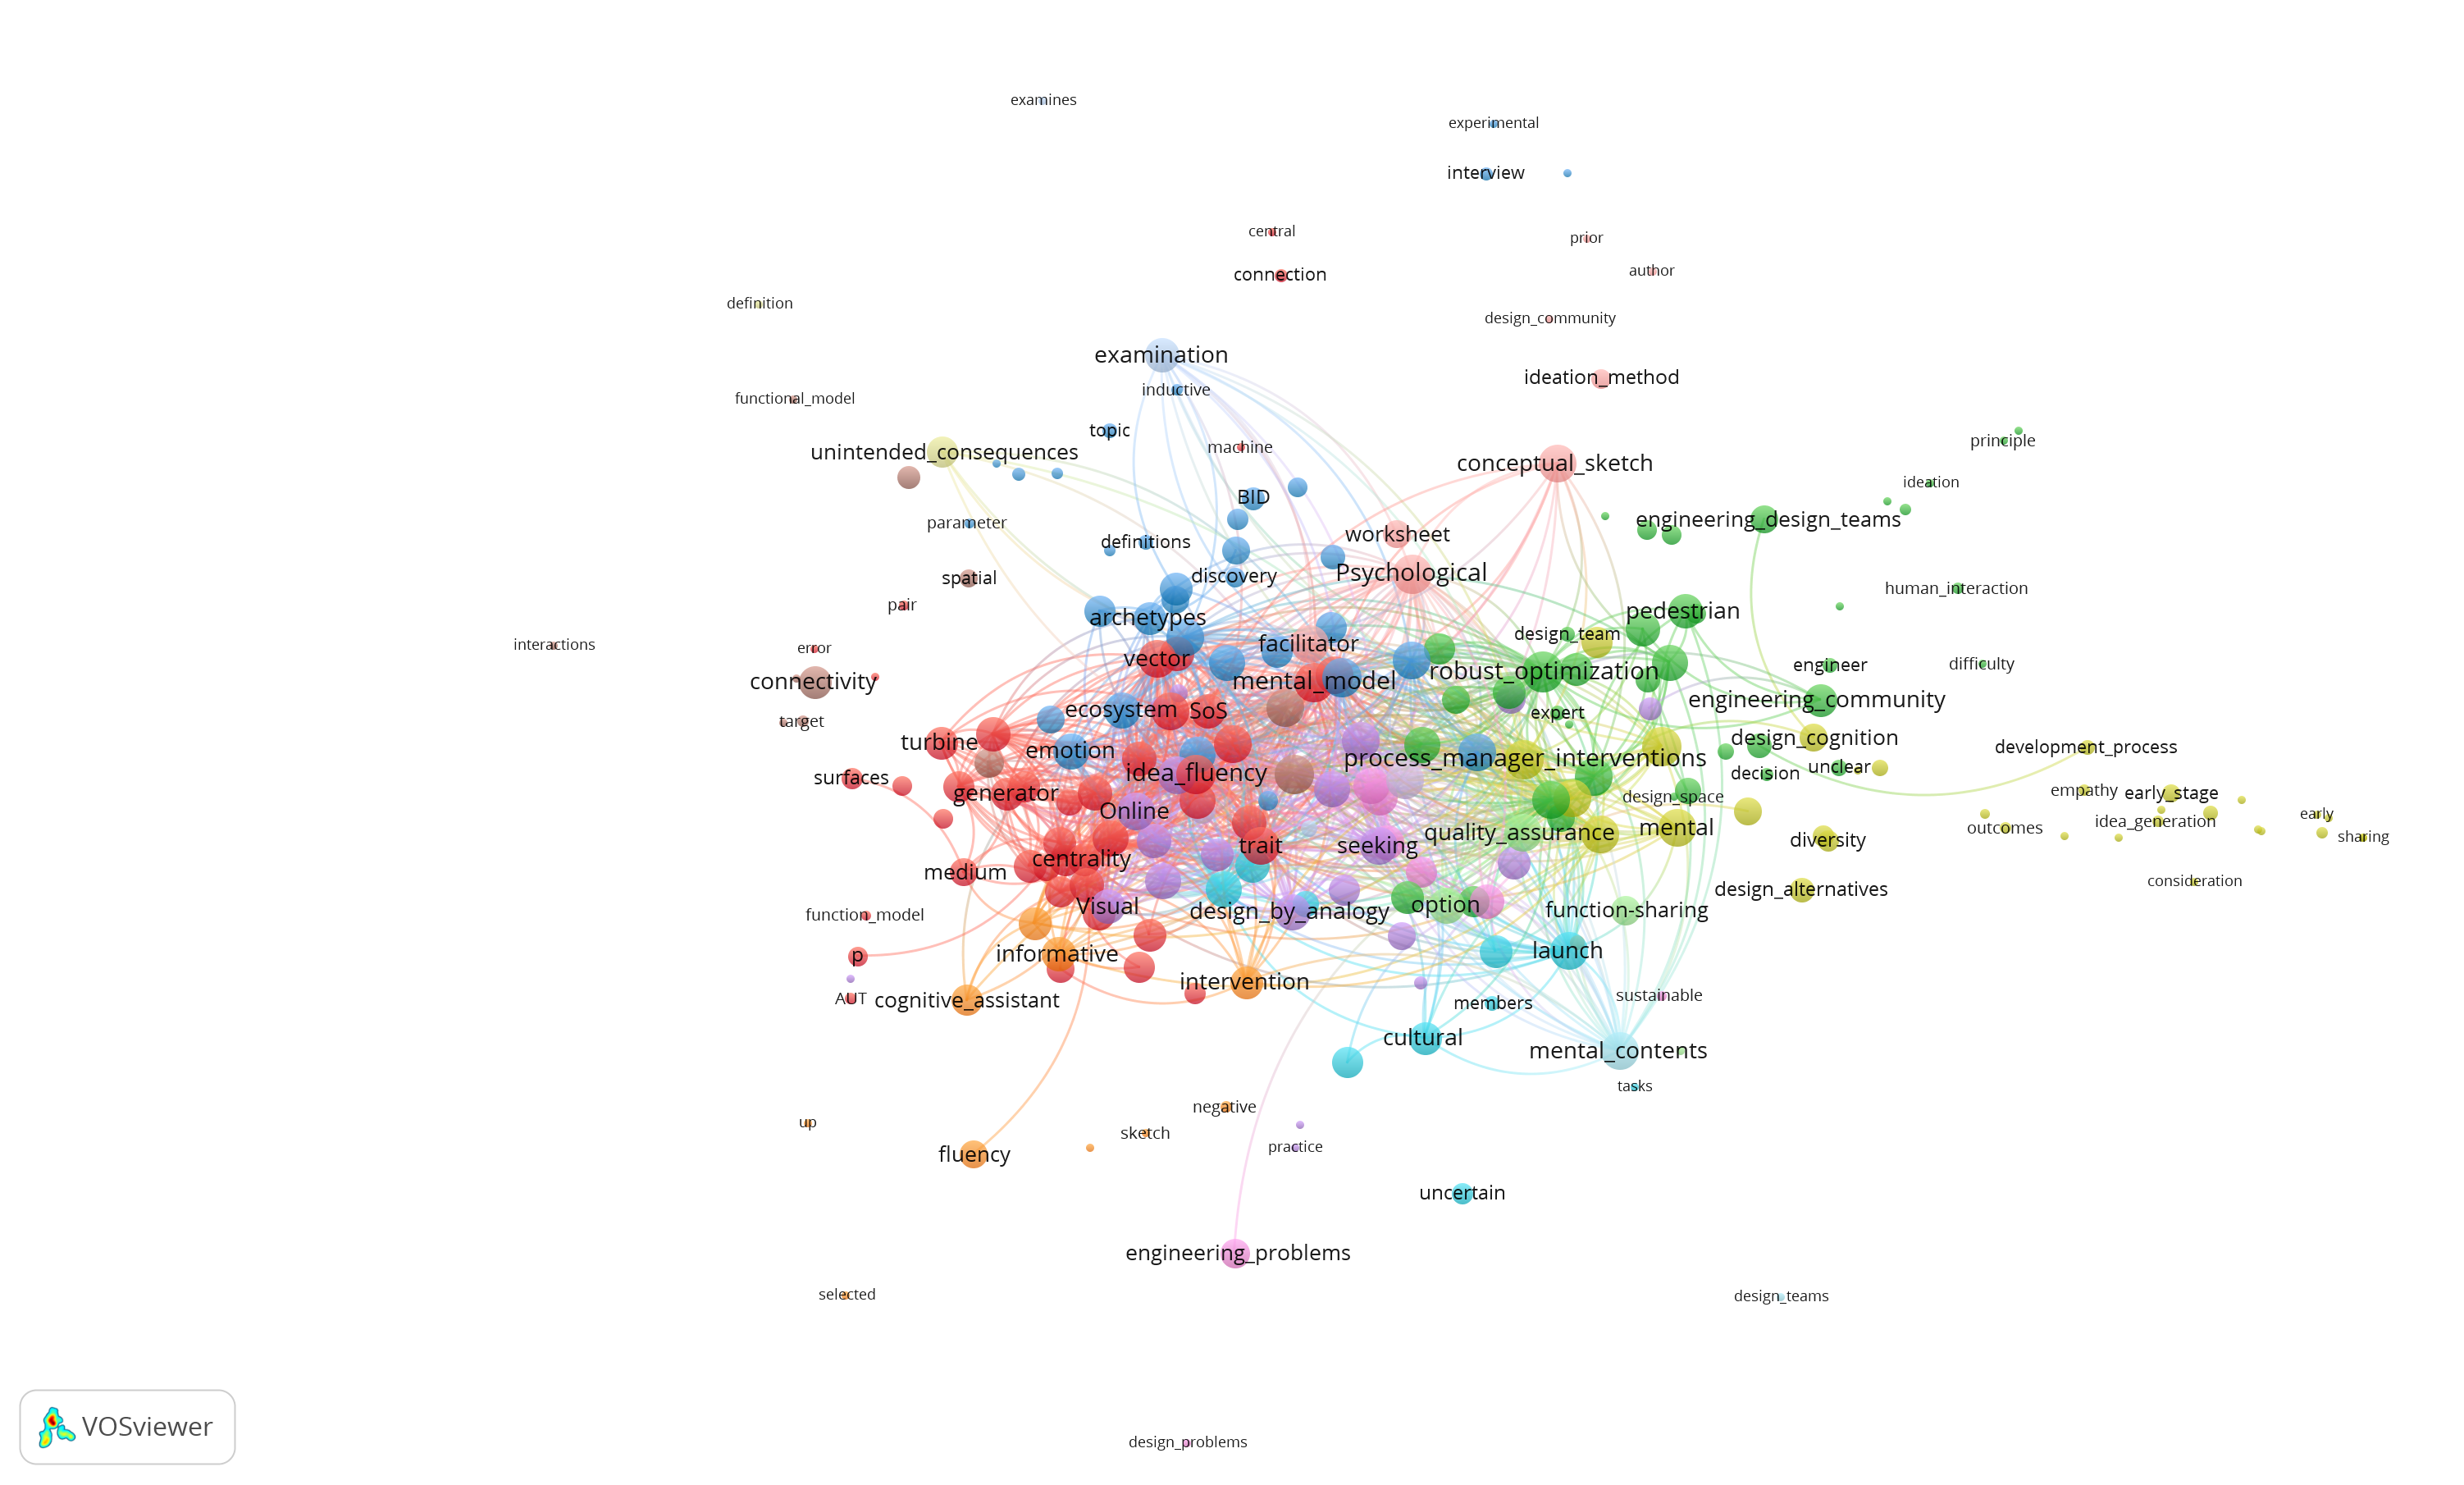 examines
experimental
interview
central
prior
connection
author
definition
design_community
examination
ideation_method
inductive
functional_model
topic
principle
machine
unintended_consequences
conceptual_sketch
ideation
BID
engineering_design_teams
parameter
worksheet
definitions
Psychological
discovery
spatial
human_interaction
pair
pedestrian
archetypes
design_team
facilitator
interactions
error
vector
engineer
difficulty
robust_optimization
connectivity
mental_model
engineering_community
ecosystem
SoS
expert
target
design_cognition
turbine
development_process
emotion
process_manager_interventions
unclear
idea_fluency
decision
surfaces
empathy
generator
early_stage
design_space
Online
early
idea_generation
mental
outcomes
quality_assurance
sharing
diversity
trait
seeking
centrality
medium
consideration
design_alternatives
option
Visual
function-sharing
design_by_analogy
function_model
launch
informative
p
intervention
sustainable
AUT
cognitive_assistant
members
cultural
mental_contents
tasks
negative
up
sketch
practice
fluency
uncertain
engineering_problems
selected
design_teams
VOSviewer
design_problems